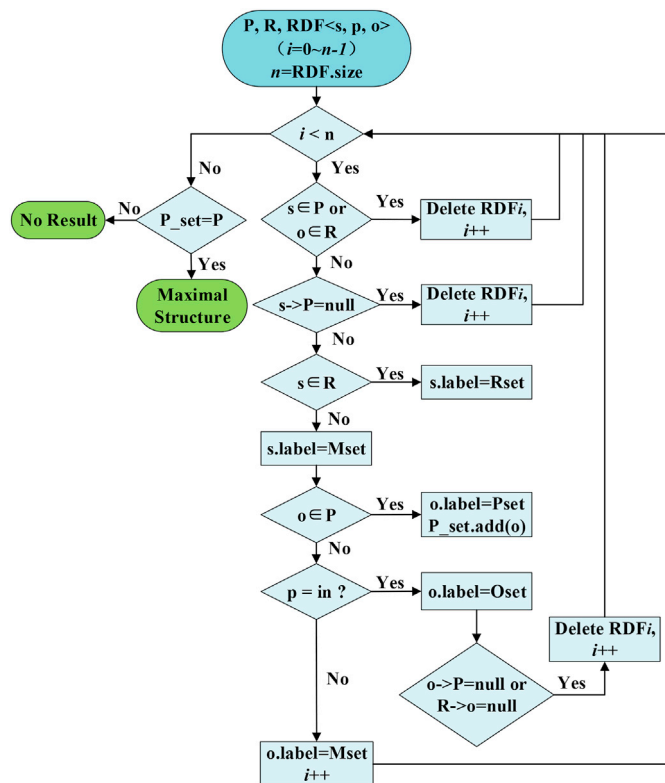 P, R, RDF<s, p, o>
(i=0~n-1)
n=RDF.size
i < n
No
Yes
s∈P or
o∈R
Yes
Delete RDFi,
i++
No Result
No
P_set=P
Yes
Maximal
Structure
No
s->P=null
Yes
Delete RDFi,
i++
No
s∈R
Yes
s.label=Rset
No
s.label=Mset
o∈P
Yes
o.label=Pset
P_set.add(o)
No
p = in ?
Yes
o.label=Oset
Delete RDFi,
i++
No
o->P=null or
R->o=null
Yes
o.label=Mset
i++